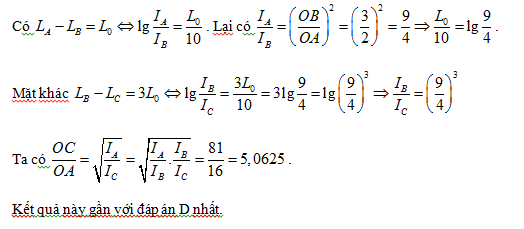 Có $L_A - L_B = L_0 \Leftrightarrow \lg\frac{I_A}{I_B} = \frac{L_0}{10}$. Lại có $\frac{I_A}{I_B} = \left(\frac{OB}{OA}\right)^2 = \left(\frac{3}{2}\right)^2 = \frac{9}{4} \Rightarrow \frac{L_0}{10} = \lg\frac{9}{4}$.
Mặt khác $L_B - L_C = 3L_0 \Leftrightarrow \lg\frac{I_B}{I_C} = \frac{3L_0}{10} = 3\lg\frac{9}{4} = \lg\left(\frac{9}{4}\right)^3 \Rightarrow \frac{I_B}{I_C} = \left(\frac{9}{4}\right)^3$
Ta có $\frac{OC}{OA} = \sqrt{\frac{I_A}{I_C}} = \sqrt{\frac{I_A}{I_B}.\frac{I_B}{I_C}} = \frac{81}{16} = 5,0625$.
Kết quả này gần với đáp án D nhất.